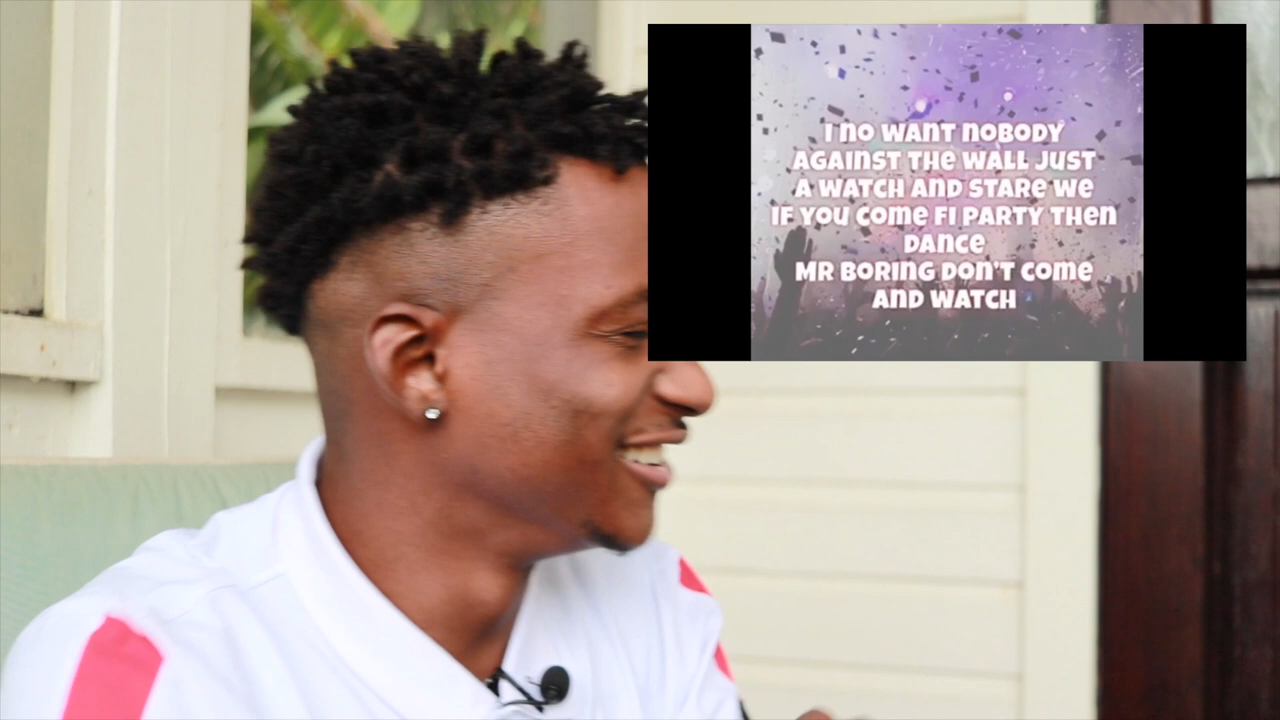 I NO WANT NOBODY
AGAINST THE WALL JUST
A WATCH AND STARE WE
IF YOU COME FI PARTY THEN
DANCE
MR BORING DON'T COME
AND WATCH